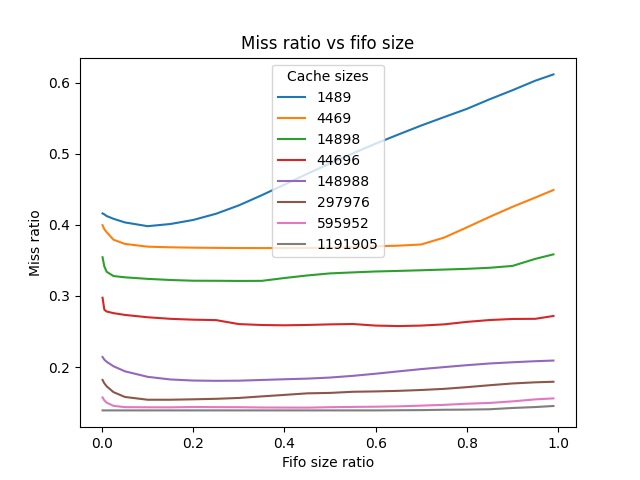 Miss ratio vs fifo size
Cache sizes
1489
4469
14898
44696
148988
297976
595952
1191905
0.6
0.5
0.4
0.3
0.2
Miss ratio
0.0 0.2 0.4 0.6 0.8 1.0
Fifo size ratio